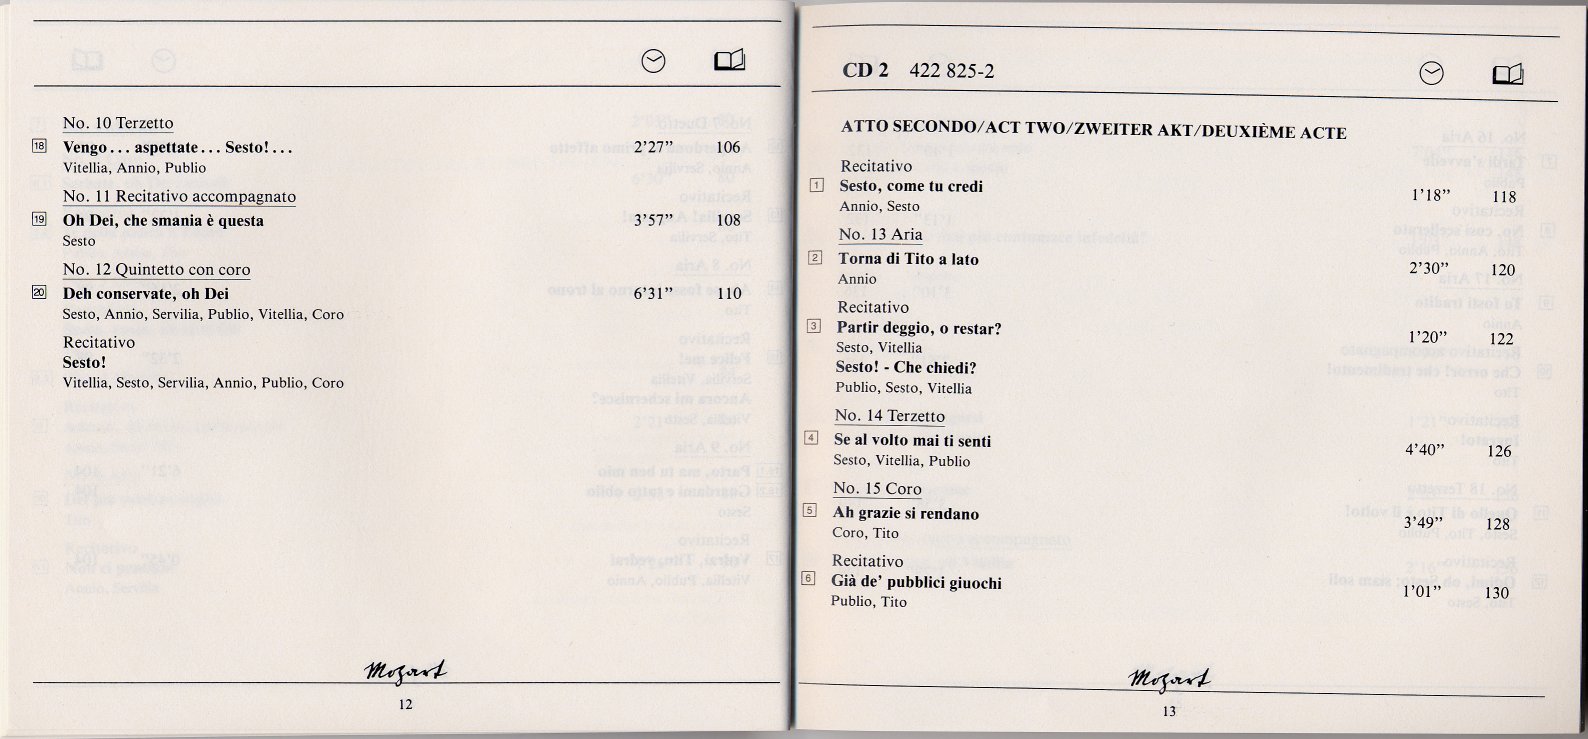 No. 10 Terzetto
18 Vengo... aspettate... Sesto!... 2’27” 106
Vitellia, Annio, Publio
No. 11 Recitativo accompagnato
19 Oh Dei, che smania è questa 3’57” 108
Sesto
No. 12 Quintetto con coro
20 Deh conservate, oh Dei 6’31” 110
Sesto, Annio, Servilia, Publio, Vitellia, Coro
Recitativo
Sesto!
Vitellia, Sesto, Servilia, Annio, Publio, Coro
Mozart
12
CD 2 422 825-2
ATTO SECONDO/ACT TWO/ZWEITER AKT/DEUXIÈME ACTE
Recitativo
1 Sesto, come tu credi 1’18” 118
Annio, Sesto
No. 13 Aria
2 Torna di Tito a lato 2’30” 120
Annio
Recitativo
3 Partir deggio, o restar? 1’20” 122
Sesto, Vitellia
Sesto! - Che chiedi?
Publio, Sesto, Vitellia
No. 14 Terzetto
4 Se al volto mai ti senti 4’40” 126
Sesto, Vitellia, Publio
No. 15 Coro
5 Ah grazie si rendano 3’49” 128
Coro, Tito
Recitativo
6 Già de’ pubblici giuochi 1’01” 130
Publio, Tito
Mozart
13